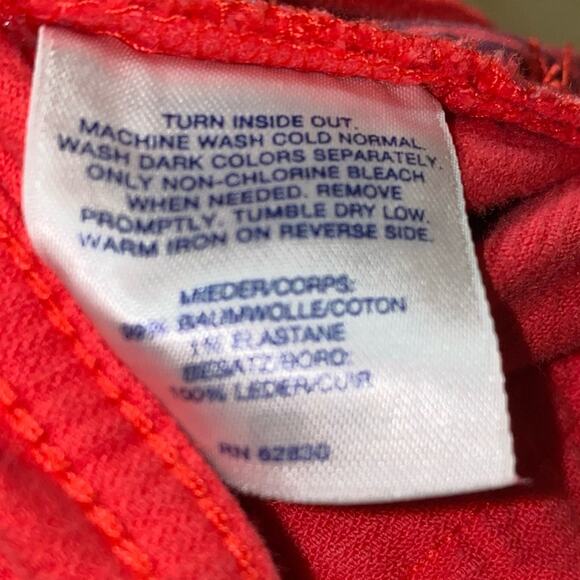 TURN INSIDE OUT.
MACHINE WASH COLD NORMAL.
WASH DARK COLORS SEPARATELY.
ONLY NON-CHLORINE BLEACH
WHEN NEEDED. REMOVE
PROMPTLY. TUMBLE DRY LOW.
WARM IRON ON REVERSE SIDE.
MIEDER/CORPS:
99% BAUMWOLLE/COTON
1% ELASTANE
BESATZ/BORD:
100% LEDER/CUIR
RN 62830